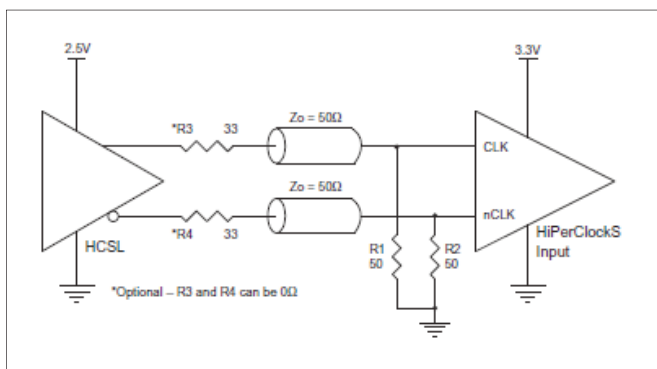 2.5V
3.3V
*R3
33
Zo = 50Ω
CLK
Zo = 50Ω
nCLK
*R4
33
HCSL
R1
50
R2
50
HiPerClockS
Input
*Optional – R3 and R4 can be 0Ω